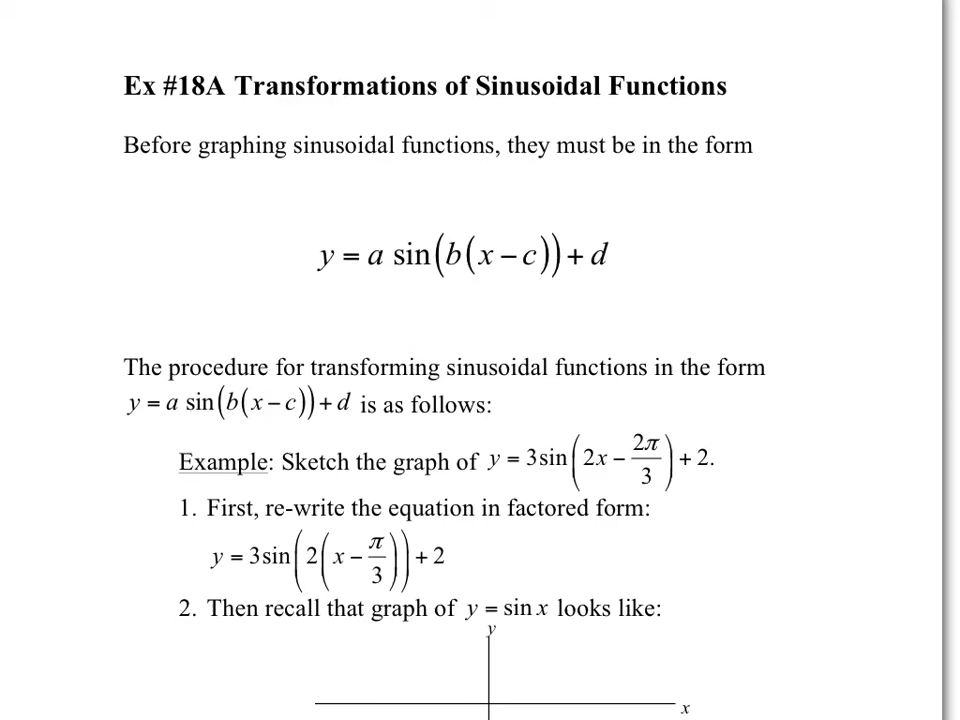 Ex #18A Transformations of Sinusoidal Functions
Before graphing sinusoidal functions, they must be in the form
y = a sin(b(x − c)) + d
The procedure for transforming sinusoidal functions in the form
y = a sin(b(x − c)) + d is as follows:
Example: Sketch the graph of y = 3sin(2x − 2π/3) + 2.
1. First, re-write the equation in factored form:
y = 3sin(2(x − π/3)) + 2
2. Then recall that graph of y = sin x looks like:
y
x